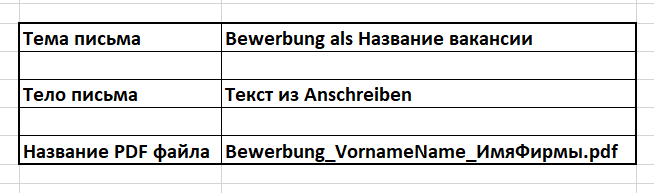 Тема письма Bewerbung als Название вакансии
Тело письма Текст из Anschreiben
Название PDF файла Bewerbung_VornameName_ИмяФирмы.pdf